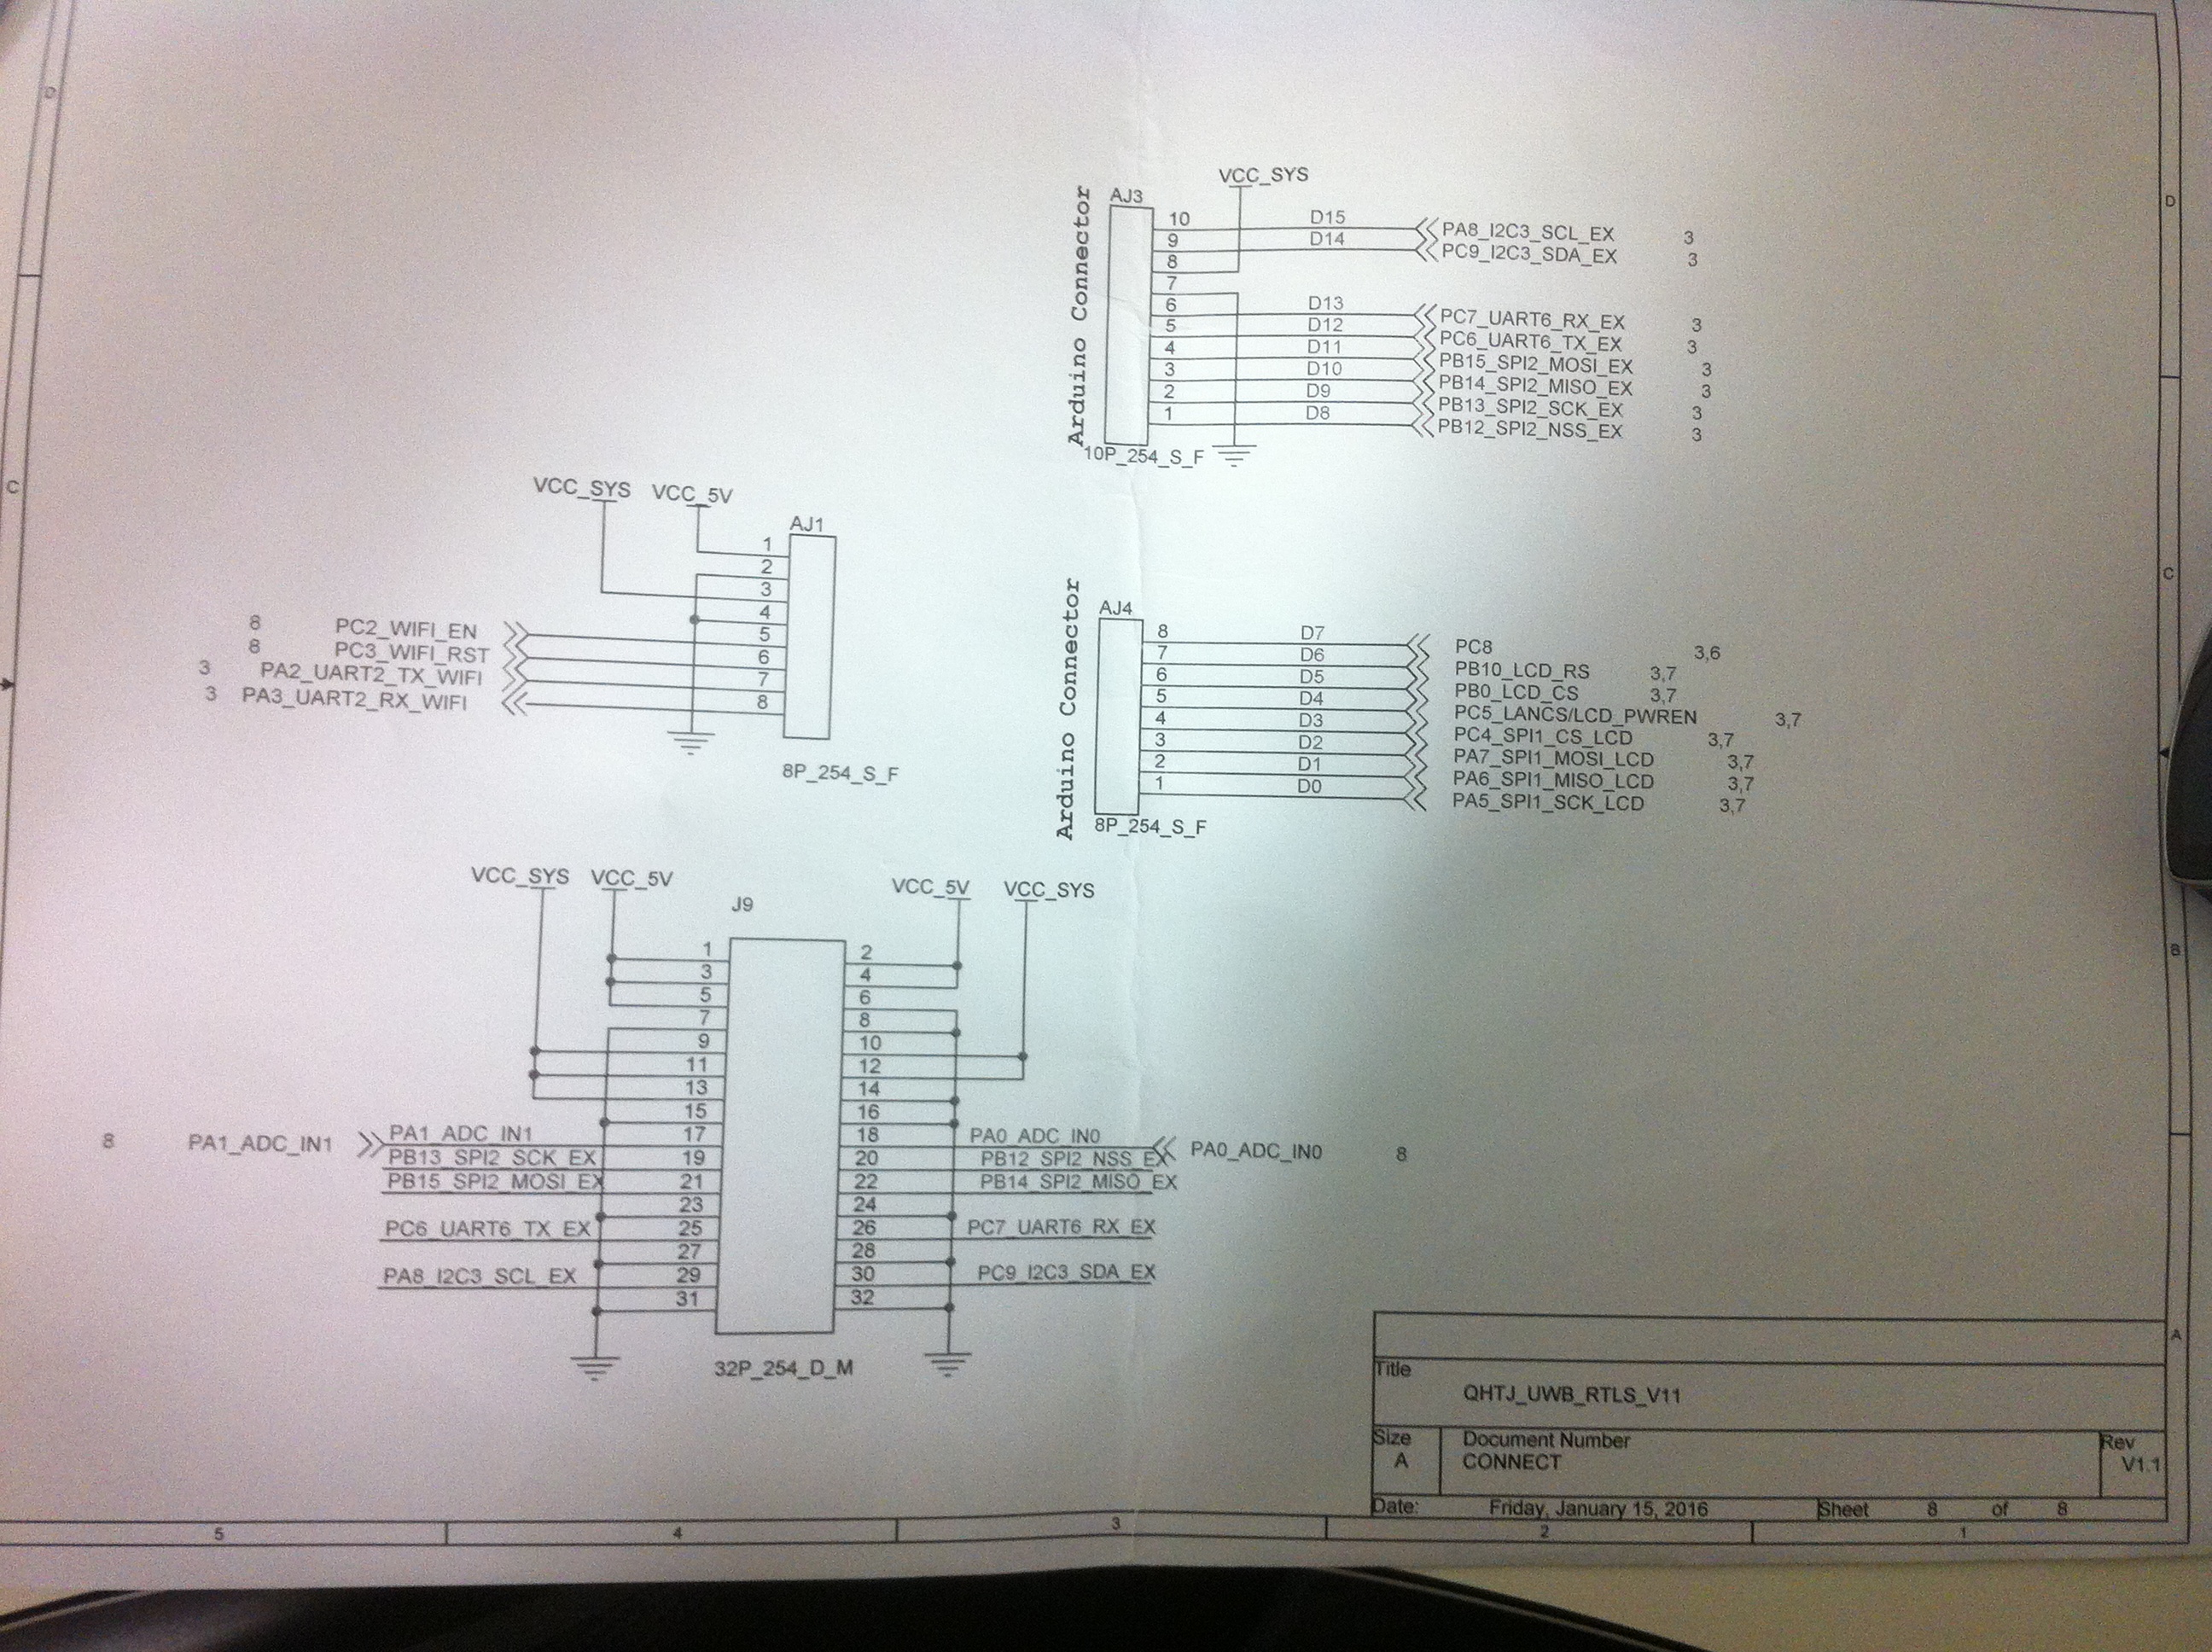 D
VCC_SYS
AJ3
Arduino Connector
10 D15 PA8_I2C3_SCL_EX 3
9 D14 PC9_I2C3_SDA_EX 3
8
7
6 D13 PC7_UART6_RX_EX 3
5 D12 PC6_UART6_TX_EX 3
4 D11 PB15_SPI2_MOSI_EX 3
3 D10 PB14_SPI2_MISO_EX 3
2 D9 PB13_SPI2_SCK_EX 3
1 D8 PB12_SPI2_NSS_EX 3
10P_254_S_F
D
C
VCC_SYS VCC_5V
AJ1
1
2
3
4
8 PC2_WIFI_EN 5
8 PC3_WIFI_RST 6
3 PA2_UART2_TX_WIFI 7
3 PA3_UART2_RX_WIFI 8
8P_254_S_F
Arduino Connector
AJ4
8 D7 PC8 3,6
7 D6 PB10_LCD_RS 3,7
6 D5 PB0_LCD_CS 3,7
5 D4 PC5_LANCS/LCD_PWREN 3,7
4 D3 PC4_SPI1_CS_LCD 3,7
3 D2 PA7_SPI1_MOSI_LCD 3,7
2 D1 PA6_SPI1_MISO_LCD 3,7
1 D0 PA5_SPI1_SCK_LCD 3,7
8P_254_S_F
C
VCC_SYS VCC_5V VCC_5V VCC_SYS
J9
1 2
3 4
5 6
7 8
9 10
11 12
13 14
15 16
8 PA1_ADC_IN1 PA1_ADC_IN1 17 18 PA0_ADC_IN0 PA0_ADC_IN0 8
PB13_SPI2_SCK_EX 19 20 PB12_SPI2_NSS_EX
PB15_SPI2_MOSI_EX 21 22 PB14_SPI2_MISO_EX
23 24
PC6_UART6_TX_EX 25 26 PC7_UART6_RX_EX
27 28
PA8_I2C3_SCL_EX 29 30 PC9_I2C3_SDA_EX
31 32
32P_254_D_M
B
A
Title
QHTJ_UWB_RTLS_V11
Size Document Number Rev
A CONNECT V1.1
Date: Friday, January 15, 2016 Sheet 8 of 8
5 4 3 2 1